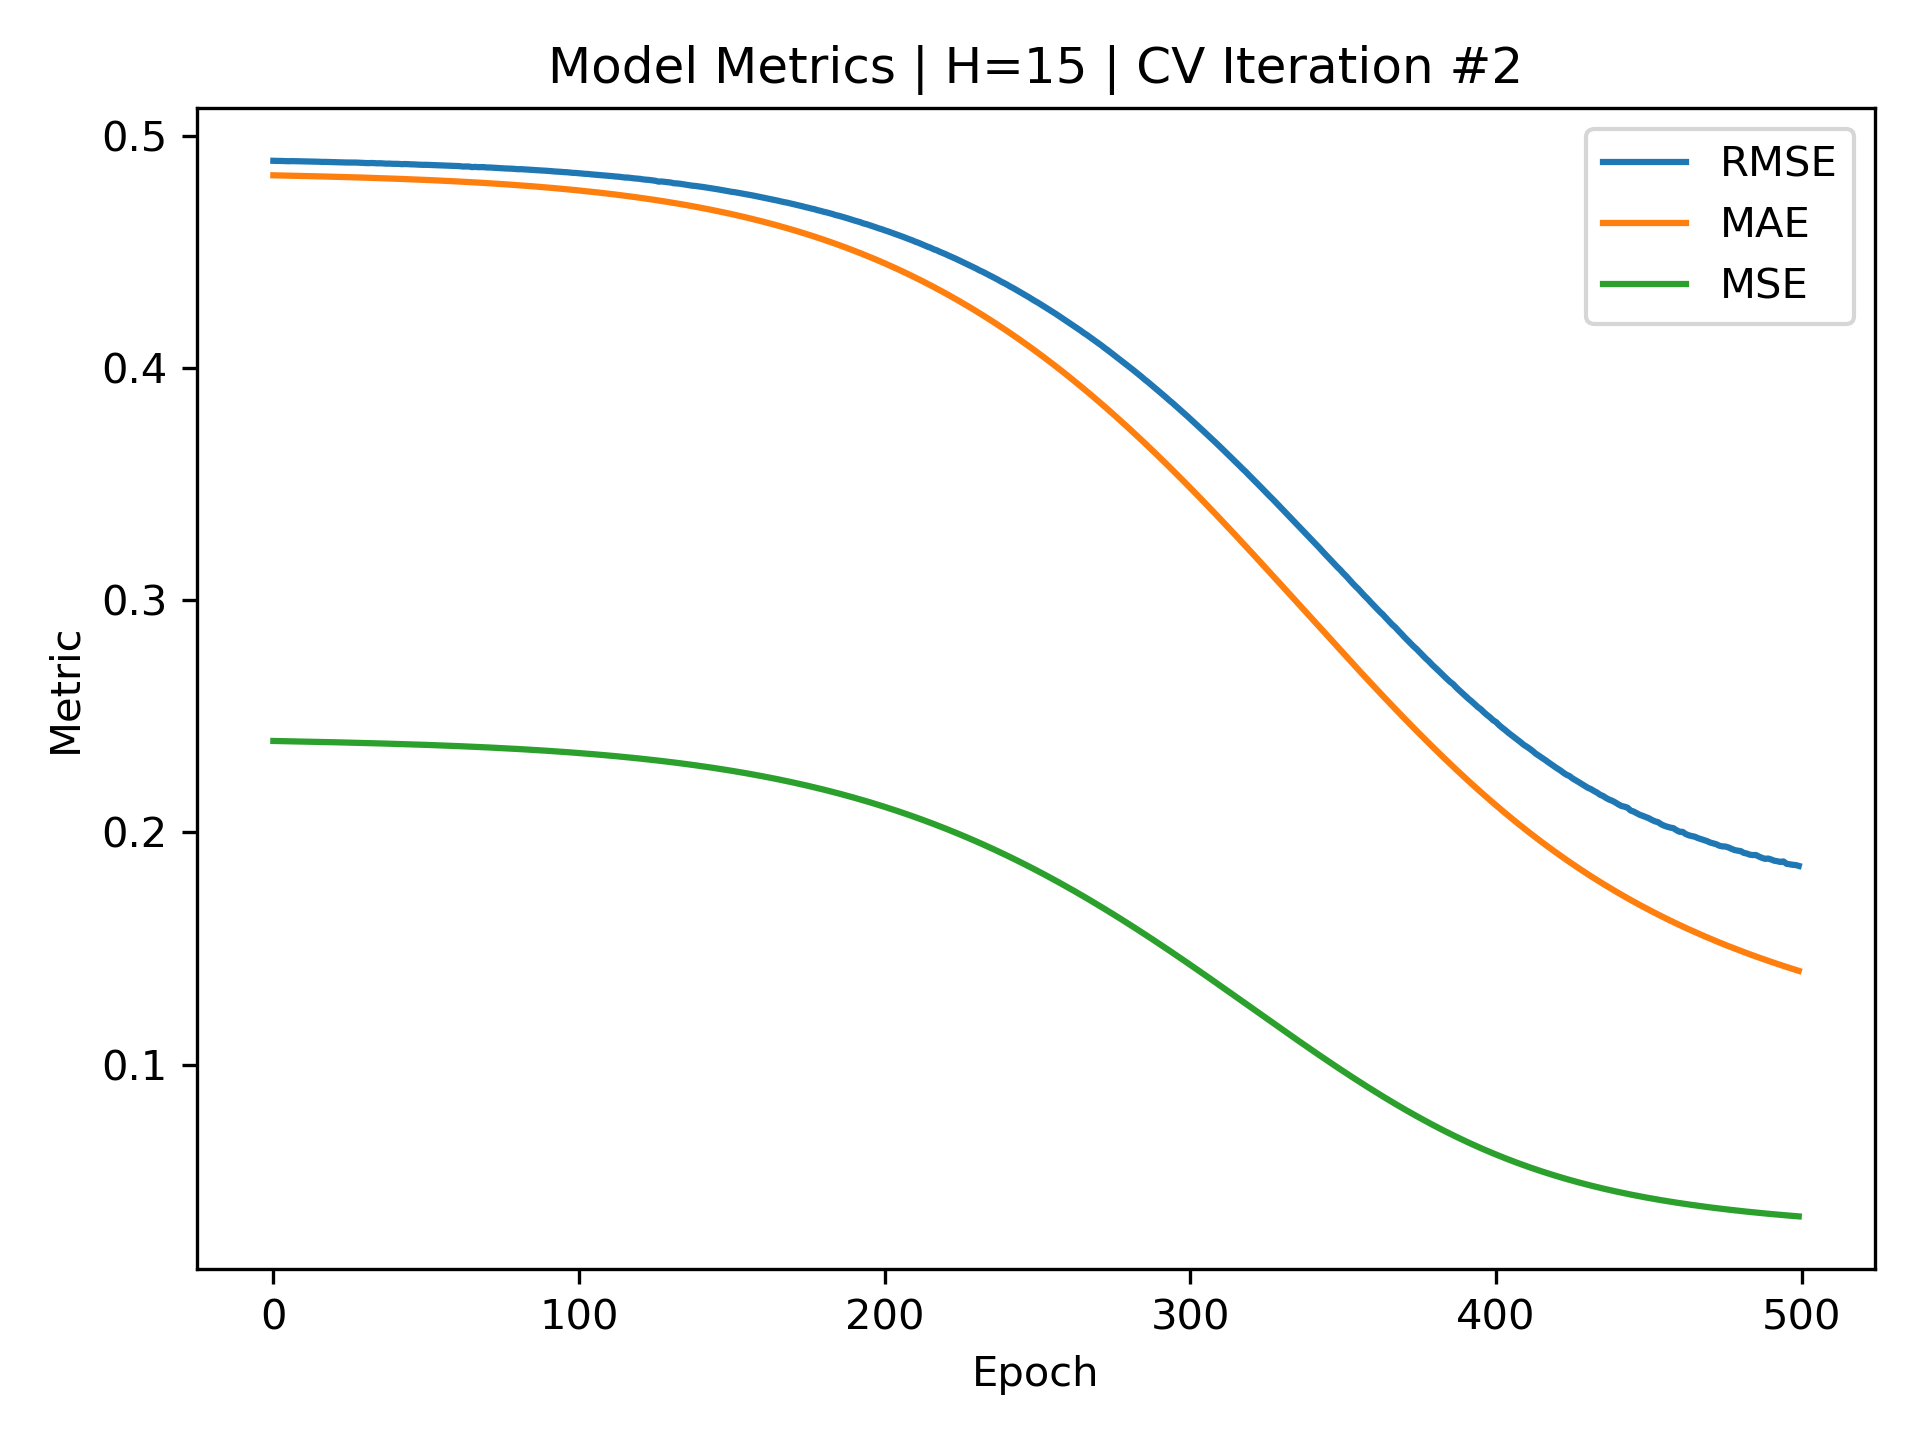 Model Metrics | H=15 | CV Iteration #2
RMSE
MAE
MSE
0.5
0.4
0.3
0.2
0.1
Metric
0 100 200 300 400 500
Epoch